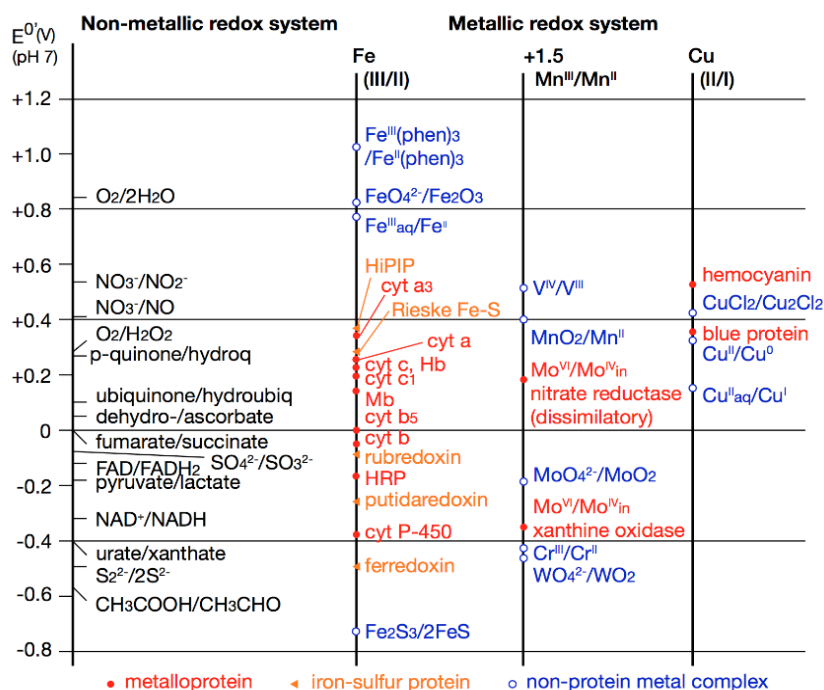 Non-metallic redox system
Metallic redox system
E⁰'(V)
(pH 7)
Fe
(III/II)
+1.5
Mnᴵᴵᴵ/Mnᴵᴵ
Cu
(II/I)
+1.2
+1.0
+0.8
+0.6
+0.4
+0.2
0
-0.2
-0.4
-0.6
-0.8
O₂/2H₂O
NO₃⁻/NO₂⁻
NO₃⁻/NO
O₂/H₂O₂
p-quinone/hydroq
ubiquinone/hydroubiq
dehydro-/ascorbate
fumarate/succinate
SO₄²⁻/SO₃²⁻
FAD/FADH₂
pyruvate/lactate
NAD⁺/NADH
urate/xanthate
S₂²⁻/2S²⁻
CH₃COOH/CH₃CHO
Feᴵᴵᴵ(phen)₃
/Feᴵᴵ(phen)₃
FeO₄²⁻/Fe₂O₃
Feᴵᴵᴵaq/Feᴵᴵ
HiPIP
cyt a₃
Rieske Fe-S
cyt a
cyt c, Hb
cyt c₁
Mb
cyt b₅
cyt b
rubredoxin
HRP
putidaredoxin
cyt P-450
ferredoxin
Fe₂S₃/2FeS
Vᴵⱽ/Vᴵᴵᴵ
MnO₂/Mnᴵᴵ
Moⱽᴵ/Moᴵⱽin
nitrate reductase
(dissimilatory)
MoO₄²⁻/MoO₂
Moⱽᴵ/Moᴵⱽin
xanthine oxidase
Crᴵᴵᴵ/Crᴵᴵ
WO₄²⁻/WO₂
hemocyanin
CuCl₂/Cu₂Cl₂
blue protein
Cuᴵᴵ/Cu⁰
Cuᴵᴵaq/Cuᴵ
metalloprotein
iron-sulfur protein
non-protein metal complex